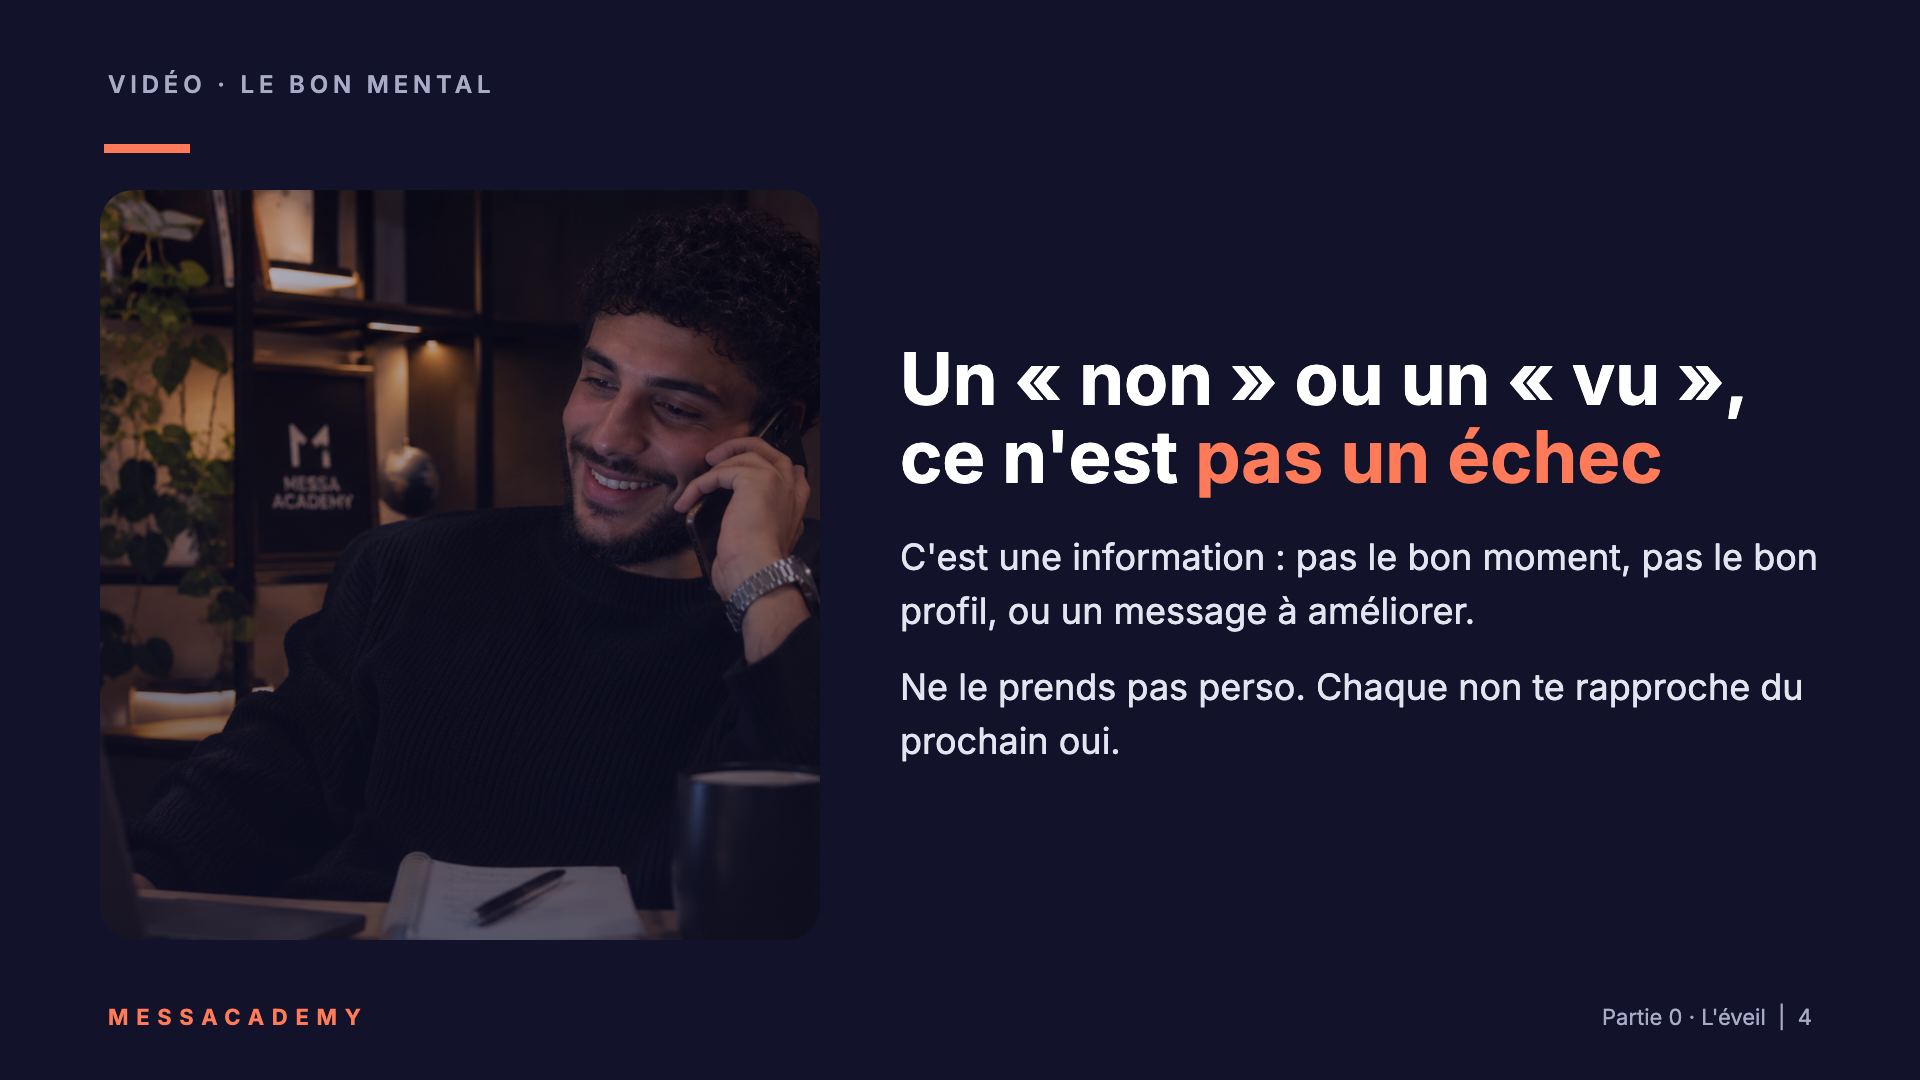 VIDÉO · LE BON MENTAL
MESSA
ACADEMY
Un « non » ou un « vu »,
ce n'est pas un échec
C'est une information : pas le bon moment, pas le bon
profil, ou un message à améliorer.
Ne le prends pas perso. Chaque non te rapproche du
prochain oui.
MESSACADEMY
Partie 0 · L'éveil | 4